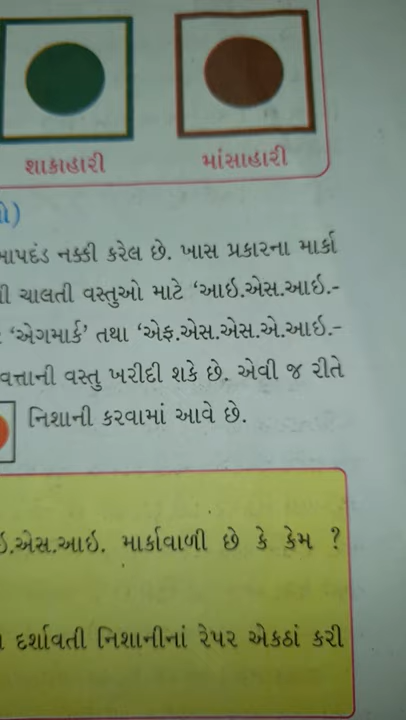 શાકાહારી માંસાહારી
માપદંડ નક્કી કરેલ છે. ખાસ પ્રકારના માર્કા
ચાલતી વસ્તુઓ માટે ‘આઇ.એસ.આઇ.-
‘એગમાર્ક’ તથા ‘એફ.એસ.એસ.એ.આઇ.-
વસ્તુ ખરીદી શકે છે. એવી જ રીતે
નિશાની કરવામાં આવે છે.
.એસ.આઇ. માર્કાવાળી છે કે કેમ ?
દર્શાવતી નિશાનીનાં રેપર એકઠાં કરી